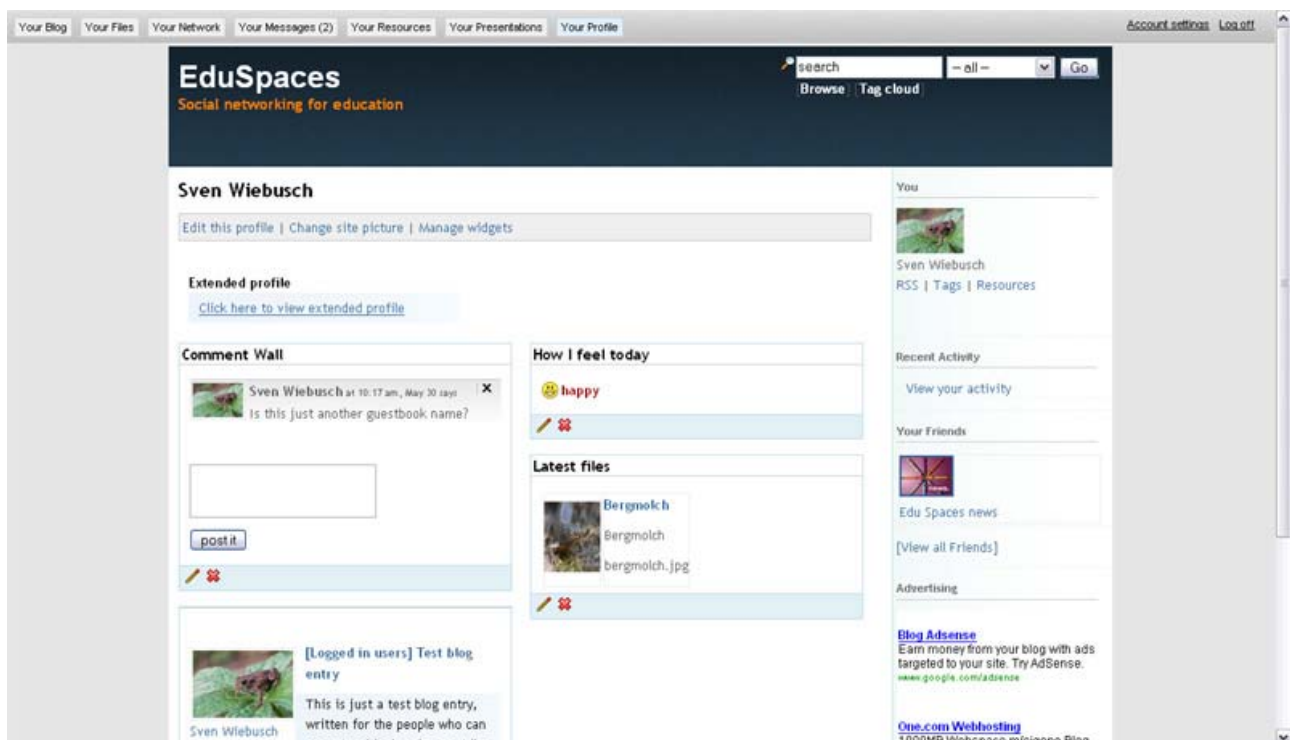 Your Blog Your Files Your Network Your Messages (2) Your Resources Your Presentations Your Profile
Account settings Log off
EduSpaces
Social networking for education
search
-- all -- Go
Browse Tag cloud
Sven Wiebusch
Edit this profile | Change site picture | Manage widgets
Extended profile
Click here to view extended profile
Comment Wall
Sven Wiebusch at 10:17 am, May 30 says
Is this just another guestbook name?
post it
[Logged in users] Test blog
entry
This is just a test blog entry,
written for the people who can
Sven Wiebusch
How I feel today
happy
Latest files
Bergmolch
Bergmolch
bergmolch.jpg
You
Sven Wiebusch
RSS | Tags | Resources
Recent Activity
View your activity
Your Friends
Edu Spaces news
[View all Friends]
Advertising
Blog Adsense
Earn money from your blog with ads
targeted to your site. Try AdSense.
www.google.com/adsense
One.com Webhosting